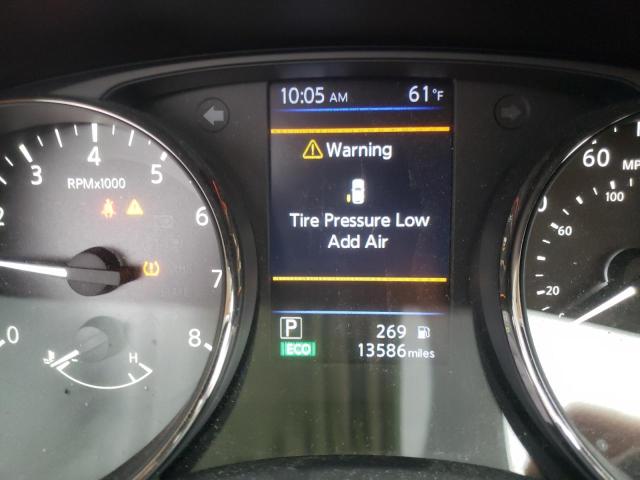 10:05 AM 61°F
Warning
Tire Pressure Low
Add Air
P 269
ECO 13586 miles
RPMx1000
0
3
4
5
6
7
8
H
60
100
60
20